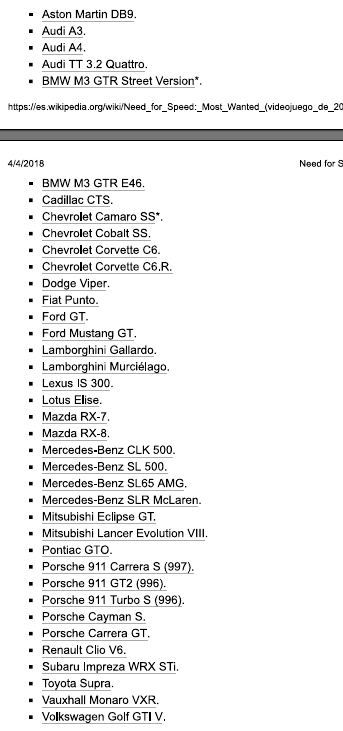 ▪ Aston Martin DB9.
▪ Audi A3.
▪ Audi A4.
▪ Audi TT 3.2 Quattro.
▪ BMW M3 GTR Street Version*.
https://es.wikipedia.org/wiki/Need_for_Speed:_Most_Wanted_(videojuego_de_20
4/4/2018 Need for S
▪ BMW M3 GTR E46.
▪ Cadillac CTS.
▪ Chevrolet Camaro SS*.
▪ Chevrolet Cobalt SS.
▪ Chevrolet Corvette C6.
▪ Chevrolet Corvette C6.R.
▪ Dodge Viper.
▪ Fiat Punto.
▪ Ford GT.
▪ Ford Mustang GT.
▪ Lamborghini Gallardo.
▪ Lamborghini Murciélago.
▪ Lexus IS 300.
▪ Lotus Elise.
▪ Mazda RX-7.
▪ Mazda RX-8.
▪ Mercedes-Benz CLK 500.
▪ Mercedes-Benz SL 500.
▪ Mercedes-Benz SL65 AMG.
▪ Mercedes-Benz SLR McLaren.
▪ Mitsubishi Eclipse GT.
▪ Mitsubishi Lancer Evolution VIII.
▪ Pontiac GTO.
▪ Porsche 911 Carrera S (997).
▪ Porsche 911 GT2 (996).
▪ Porsche 911 Turbo S (996).
▪ Porsche Cayman S.
▪ Porsche Carrera GT.
▪ Renault Clio V6.
▪ Subaru Impreza WRX STi.
▪ Toyota Supra.
▪ Vauxhall Monaro VXR.
▪ Volkswagen Golf GTI V.